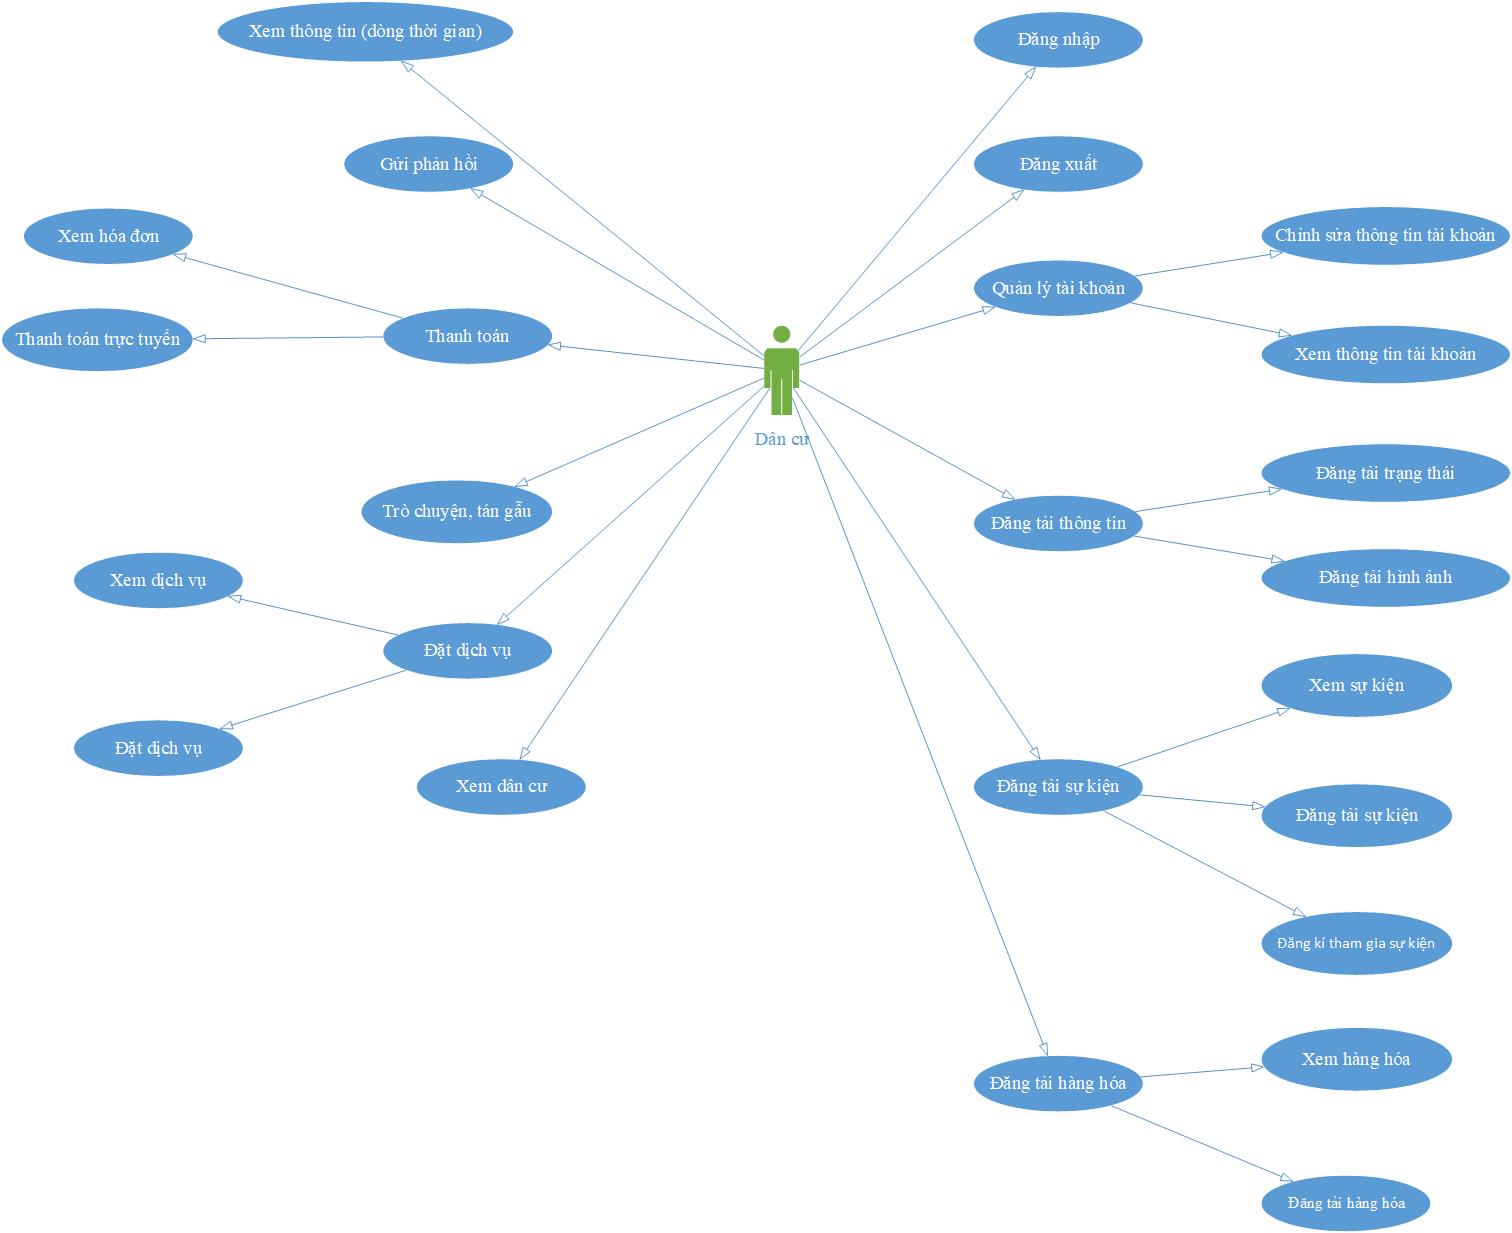 Xem thông tin (dòng thời gian)
Đăng nhập
Gửi phản hồi
Đăng xuất
Xem hóa đơn
Chỉnh sửa thông tin tài khoản
Quản lý tài khoản
Thanh toán trực tuyến
Thanh toán
Xem thông tin tài khoản
Dân cư
Đăng tải trạng thái
Trò chuyện, tán gẫu
Đăng tải thông tin
Xem dịch vụ
Đăng tải hình ảnh
Đặt dịch vụ
Xem sự kiện
Đặt dịch vụ
Xem dân cư
Đăng tải sự kiện
Đăng tải sự kiện
Đăng kí tham gia sự kiện
Xem hàng hóa
Đăng tải hàng hóa
Đăng tải hàng hóa